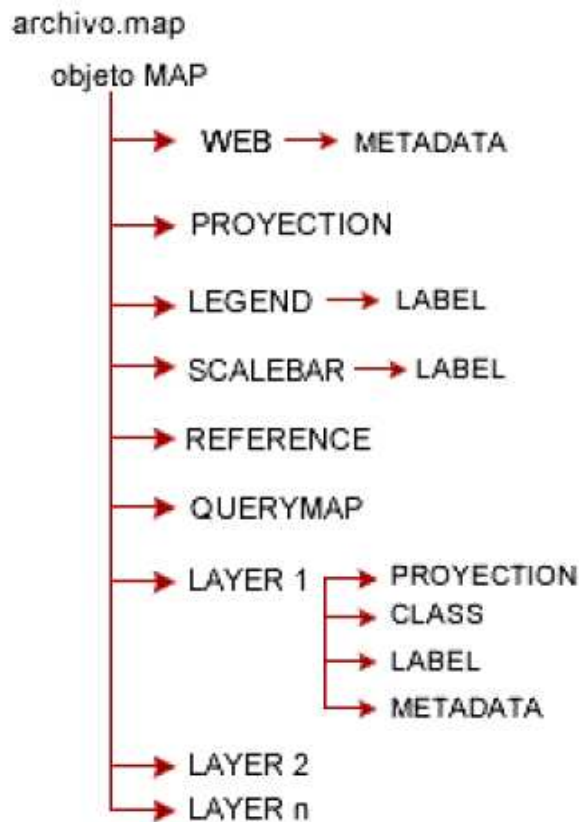 archivo.map
objeto MAP
WEB METADATA
PROYECTION
LEGEND LABEL
SCALEBAR LABEL
REFERENCE
QUERYMAP
LAYER 1
PROYECTION
CLASS
LABEL
METADATA
LAYER 2
LAYER n